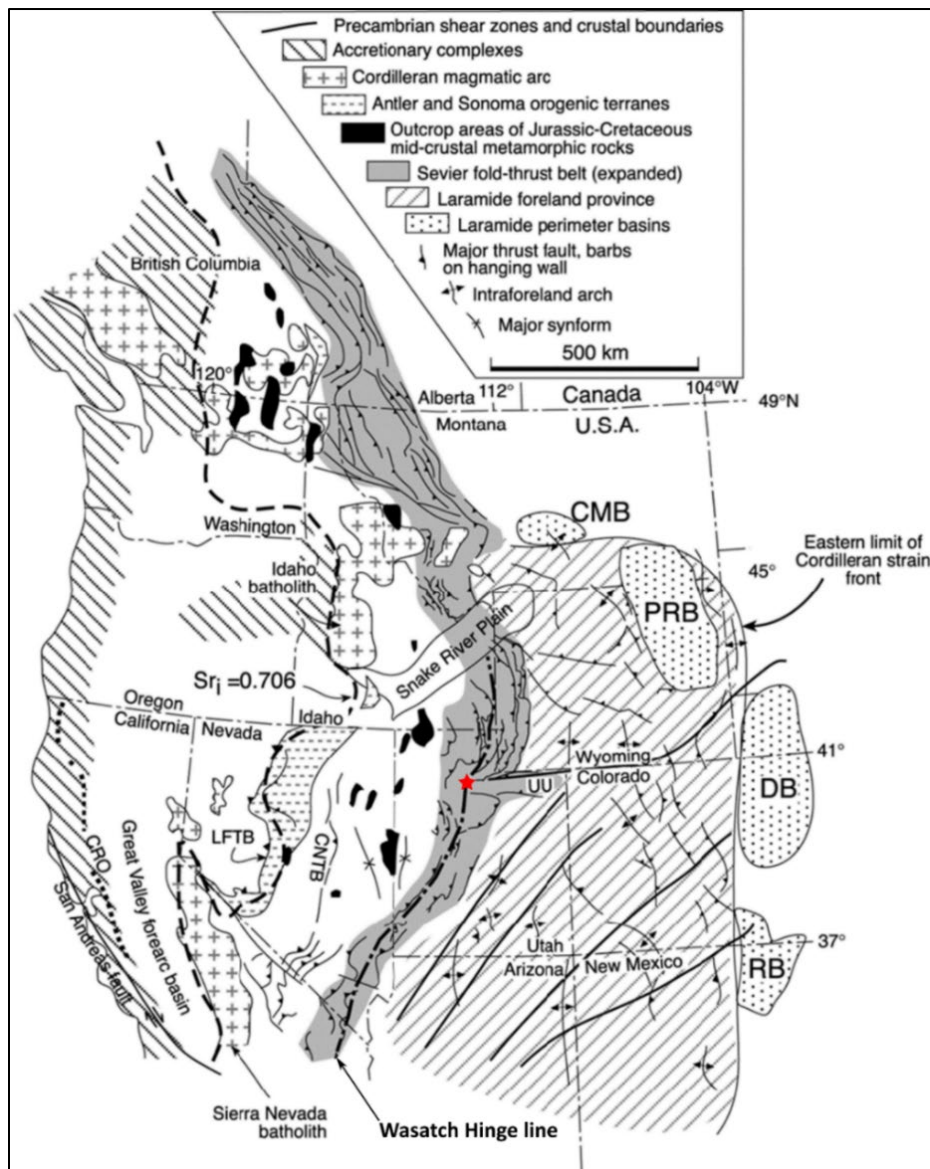 Precambrian shear zones and crustal boundaries
Accretionary complexes
Cordilleran magmatic arc
Antler and Sonoma orogenic terranes
Outcrop areas of Jurassic-Cretaceous
mid-crustal metamorphic rocks
Sevier fold-thrust belt (expanded)
Laramide foreland province
Laramide perimeter basins
Major thrust fault, barbs
on hanging wall
Intraforeland arch
Major synform
500 km
British Columbia
120°
Alberta
112°
Canada
104°W
49°N
Montana
U.S.A.
CMB
Washington
Eastern limit of
Cordilleran strain
front
45°
Idaho
batholith
PRB
Snake River Plain
Sri =0.706
Oregon
California
Nevada
Idaho
Wyoming
Colorado
41°
UU
DB
LFTB
CNTB
CRO
Great Valley forearc basin
San Andreas fault
Utah
Arizona
New Mexico
37°
RB
Sierra Nevada
batholith
Wasatch Hinge line